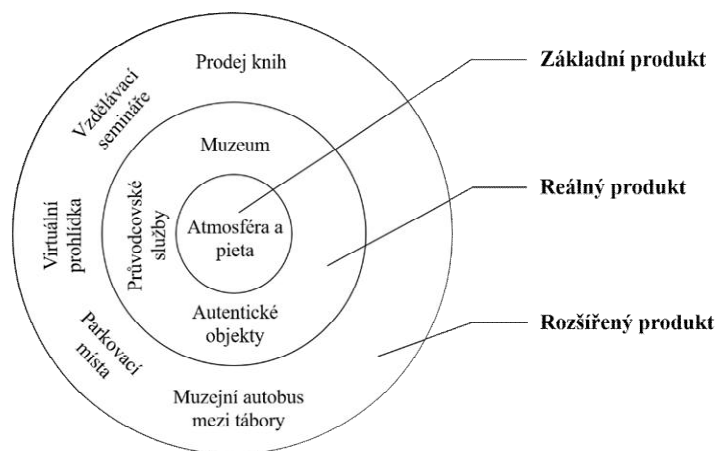 Prodej knih
Základní produkt
Vzdělávací
semináře
Muzeum
Reálný produkt
Virtuální
prohlídka
Průvodcovské
služby
Atmosféra a
pieta
Autentické
objekty
Rozšířený produkt
Parkovací
místa
Muzejní autobus
mezi tábory